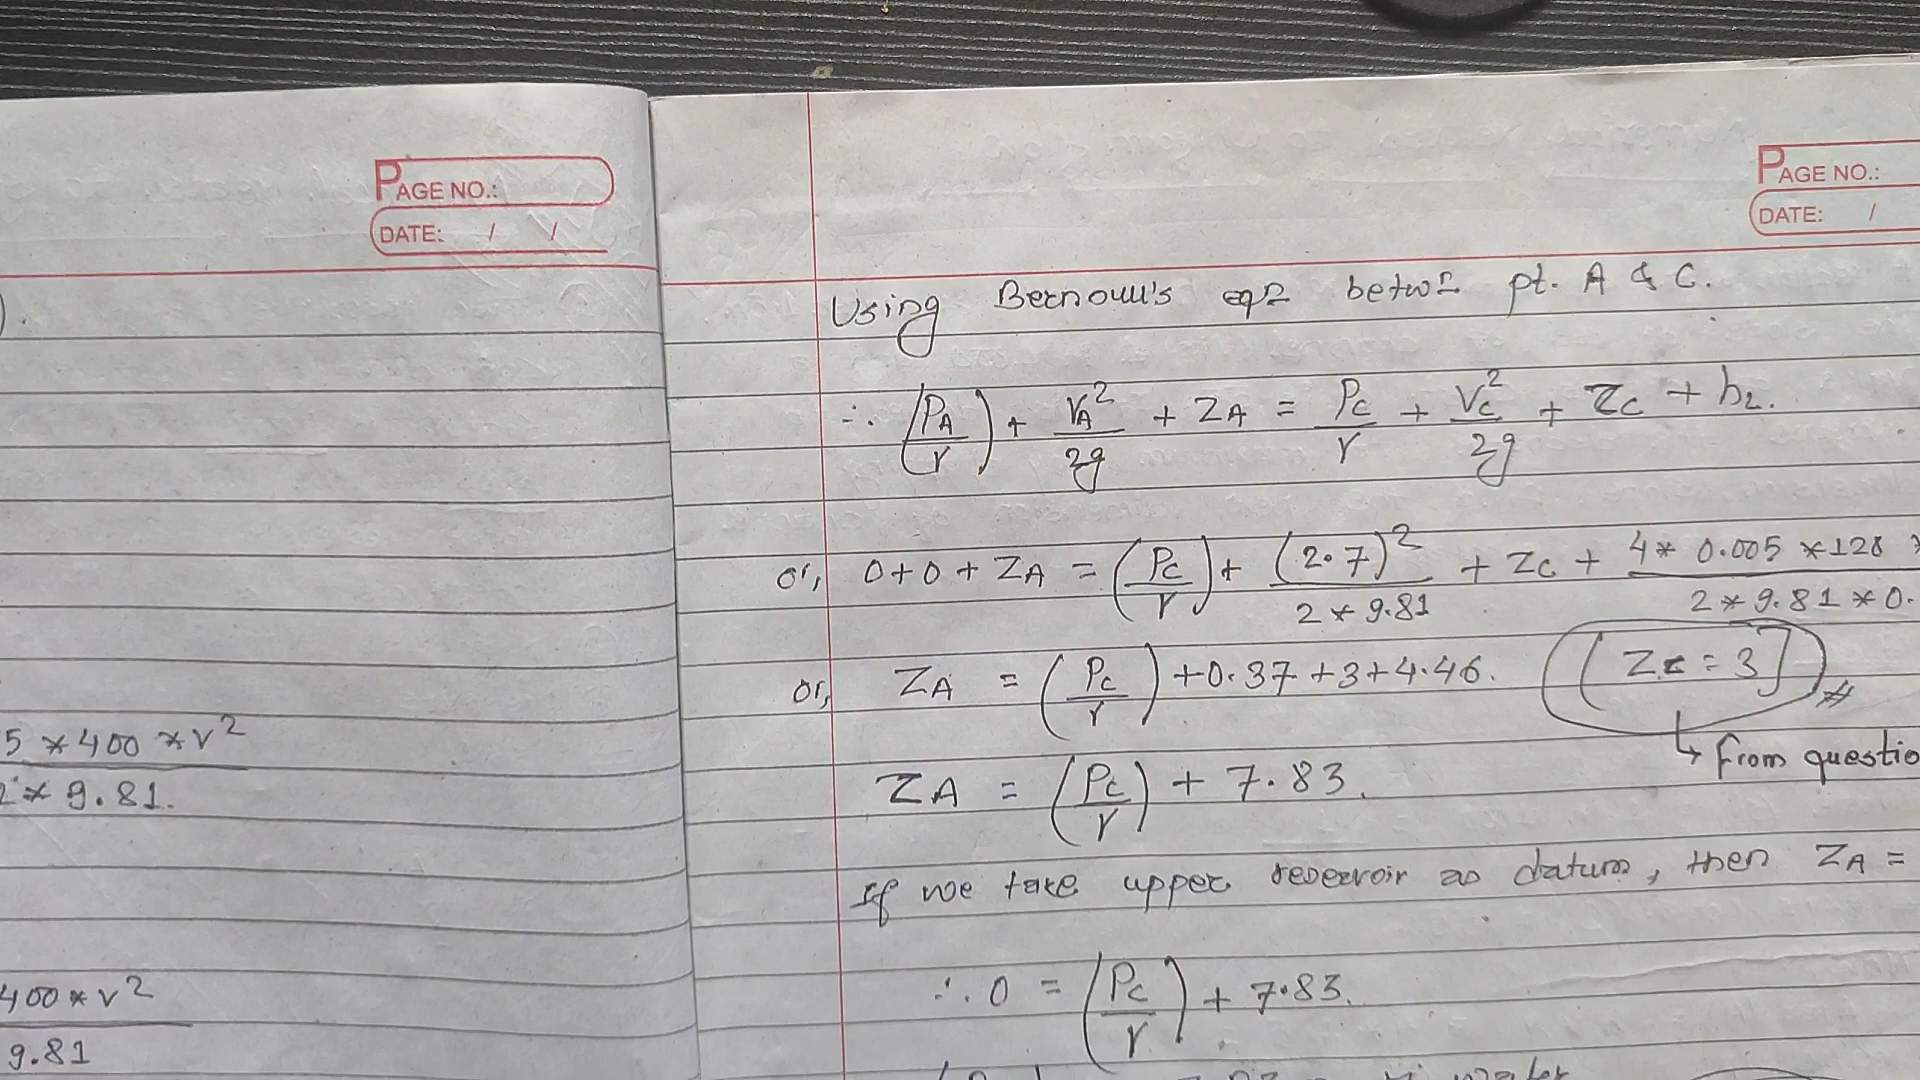 PAGE NO.:
DATE: / /
).
5 * 400 * v²
2 * 9.81.
400 * v²
9.81
PAGE NO.:
DATE: /
Using Bernoulli's eqn betwn pt. A & C.
∴ (PA/r) + VA²/2g + ZA = PC/r + VC²/2g + ZC + hL.
or, 0 + 0 + ZA = (PC/r) + (2.7)²/2 * 9.81 + ZC + 4 * 0.005 * 128 */2 * 9.81 * 0.
or, ZA = (PC/r) + 0.37 + 3 + 4.46. [ZC = 3]
↳ from questio
ZA = (PC/r) + 7.83.
If we take upper reservoir as datum, then ZA =
∴ 0 = (PC/r) + 7.83.